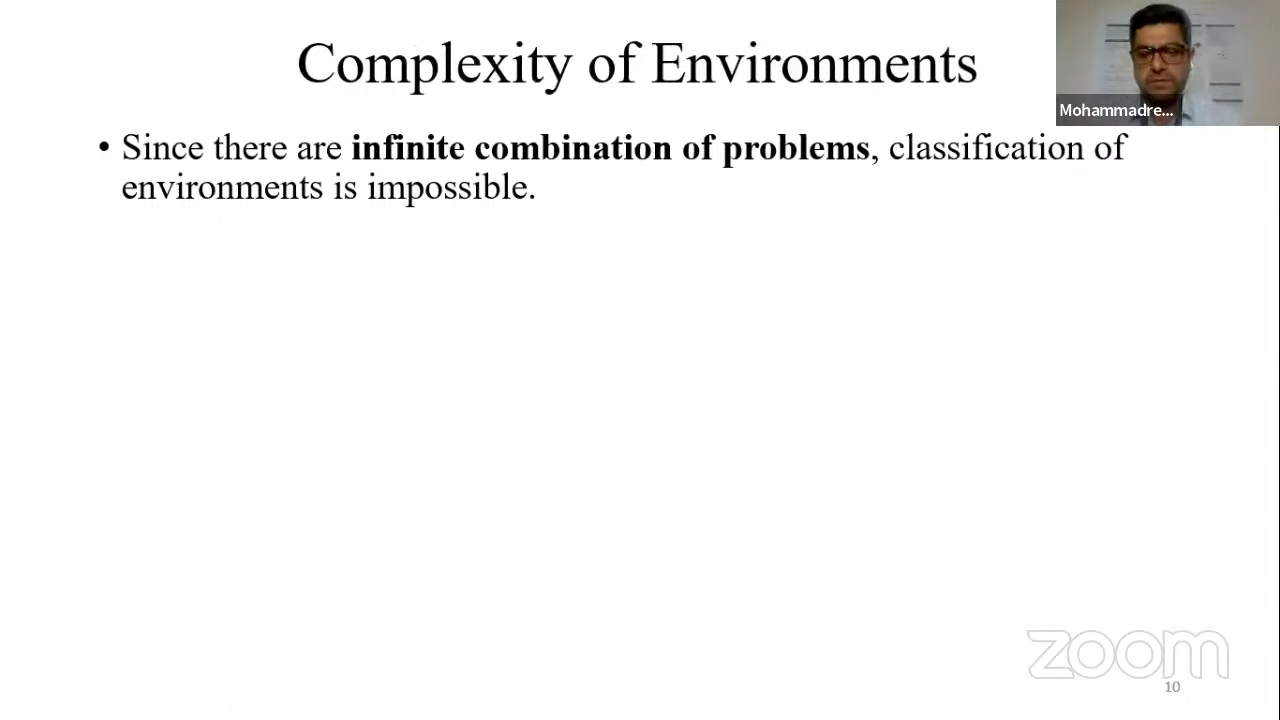 Complexity of Environments
Mohammadre...
• Since there are infinite combination of problems, classification of
environments is impossible.
zoom
10